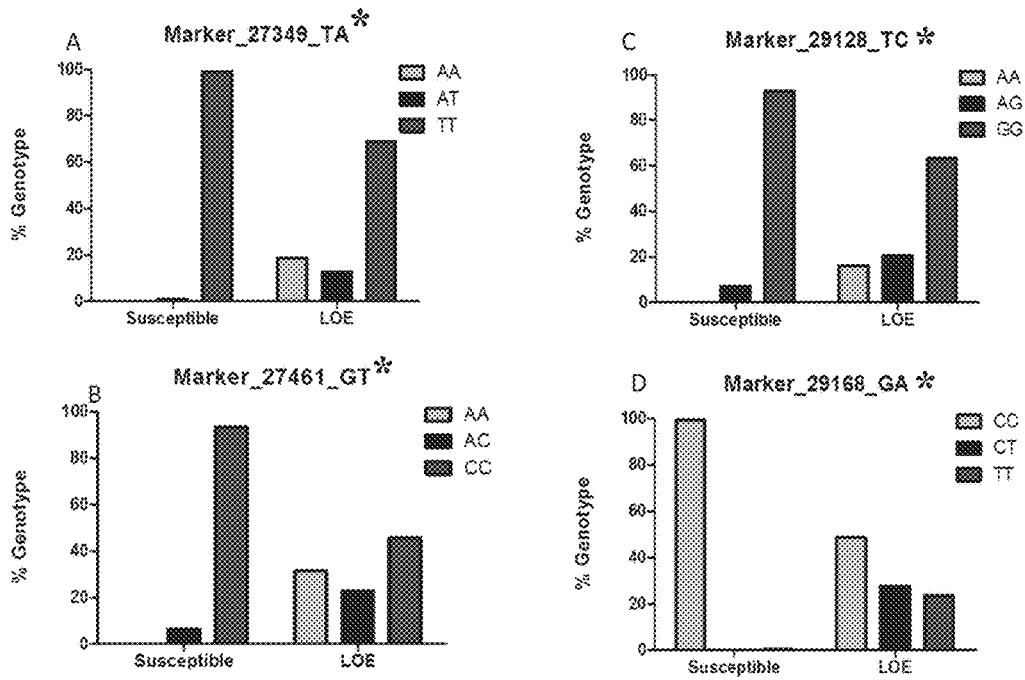 A
Marker_27349_TA*
% Genotype
100
80
60
40
20
0
Susceptible
LOE
AA
AT
TT
C
Marker_29128_TC*
% Genotype
100
80
60
40
20
0
Susceptible
LOE
AA
AG
GG
B
Marker_27461_GT*
% Genotype
100
80
60
40
20
0
Susceptible
LOE
AA
AC
CC
D
Marker_29168_GA*
% Genotype
100
80
60
40
20
0
Susceptible
LOE
CC
CT
TT